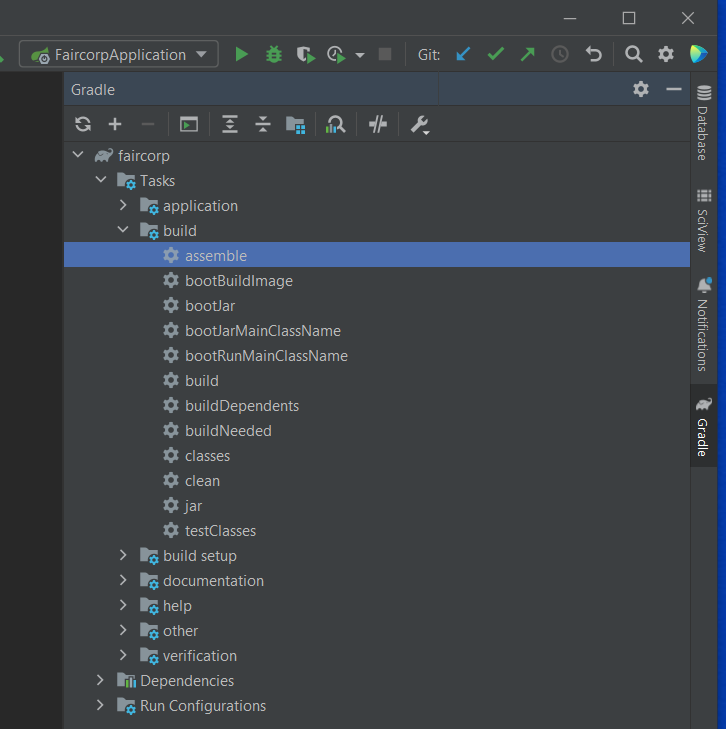 FaircorpApplication
Git:
Gradle
faircorp
Tasks
application
build
assemble
bootBuildImage
bootJar
bootJarMainClassName
bootRunMainClassName
build
buildDependents
buildNeeded
classes
clean
jar
testClasses
build setup
documentation
help
other
verification
Dependencies
Run Configurations
Database
SciView
Notifications
Gradle